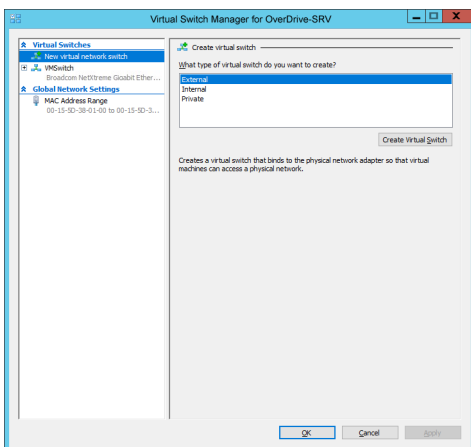 Virtual Switch Manager for OverDrive-SRV
Virtual Switches
New virtual network switch
VMSwitch
Broadcom NetXtreme Gigabit Ether...
Global Network Settings
MAC Address Range
00-15-5D-38-01-00 to 00-15-5D-3...
Create virtual switch
What type of virtual switch do you want to create?
External
Internal
Private
Create Virtual Switch
Creates a virtual switch that binds to the physical network adapter so that virtual
machines can access a physical network.
OK
Cancel
Apply